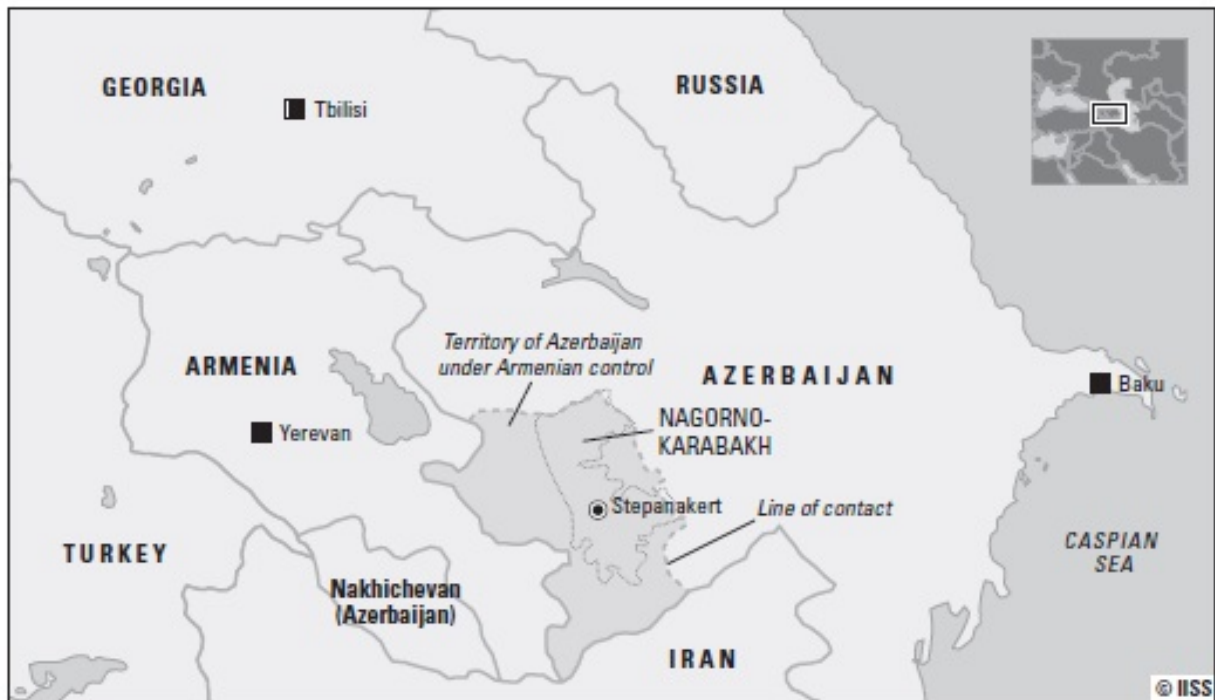 GEORGIA
Tbilisi
RUSSIA
Territory of Azerbaijan
under Armenian control
ARMENIA
AZERBAIJAN
Baku
Yerevan
NAGORNO-
KARABAKH
Stepanakert
Line of contact
TURKEY
CASPIAN
SEA
Nakhichevan
(Azerbaijan)
IRAN
© IISS